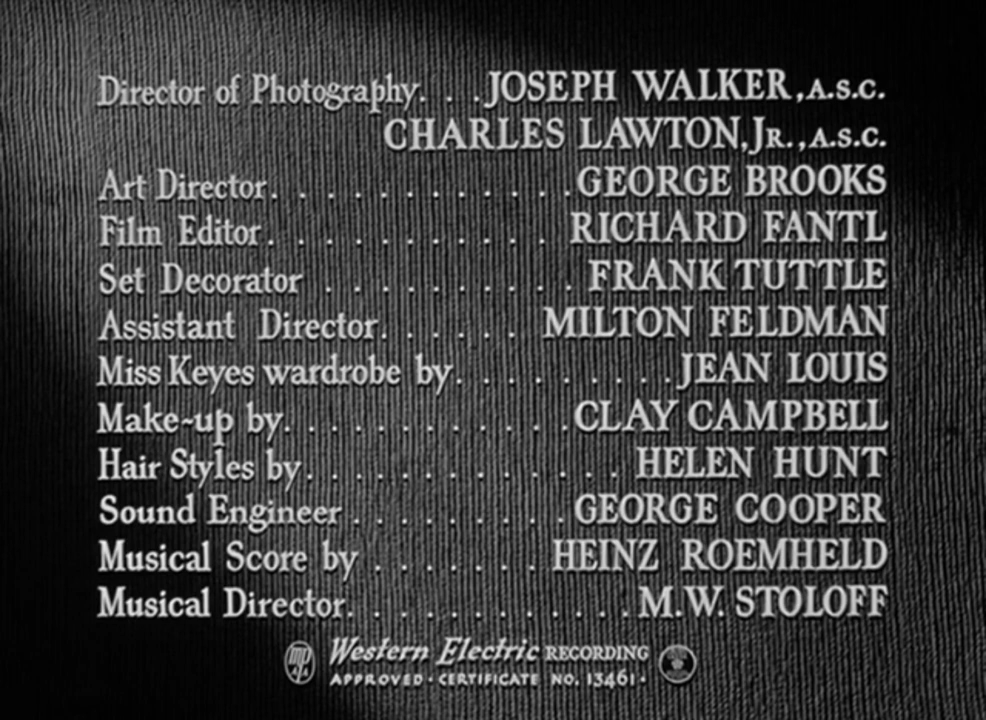 Director of Photography. . .JOSEPH WALKER, A.S.C.
CHARLES LAWTON, JR., A.S.C.
Art Director. . . . . . . . . . . .GEORGE BROOKS
Film Editor. . . . . . . . . . . . RICHARD FANTL
Set Decorator . . . . . . . . . . FRANK TUTTLE
Assistant Director. . . . . . MILTON FELDMAN
Miss Keyes wardrobe by. . . . . . . . . .JEAN LOUIS
Make-up by. . . . . . . . . . . . .CLAY CAMPBELL
Hair Styles by. . . . . . . . . . . . . . HELEN HUNT
Sound Engineer . . . . . . . . .GEORGE COOPER
Musical Score by . . . . . . . HEINZ ROEMHELD
Musical Director. . . . . . . . . . . . .M.W. STOLOFF
Western Electric RECORDING
APPROVED · CERTIFICATE NO. 13461 ·